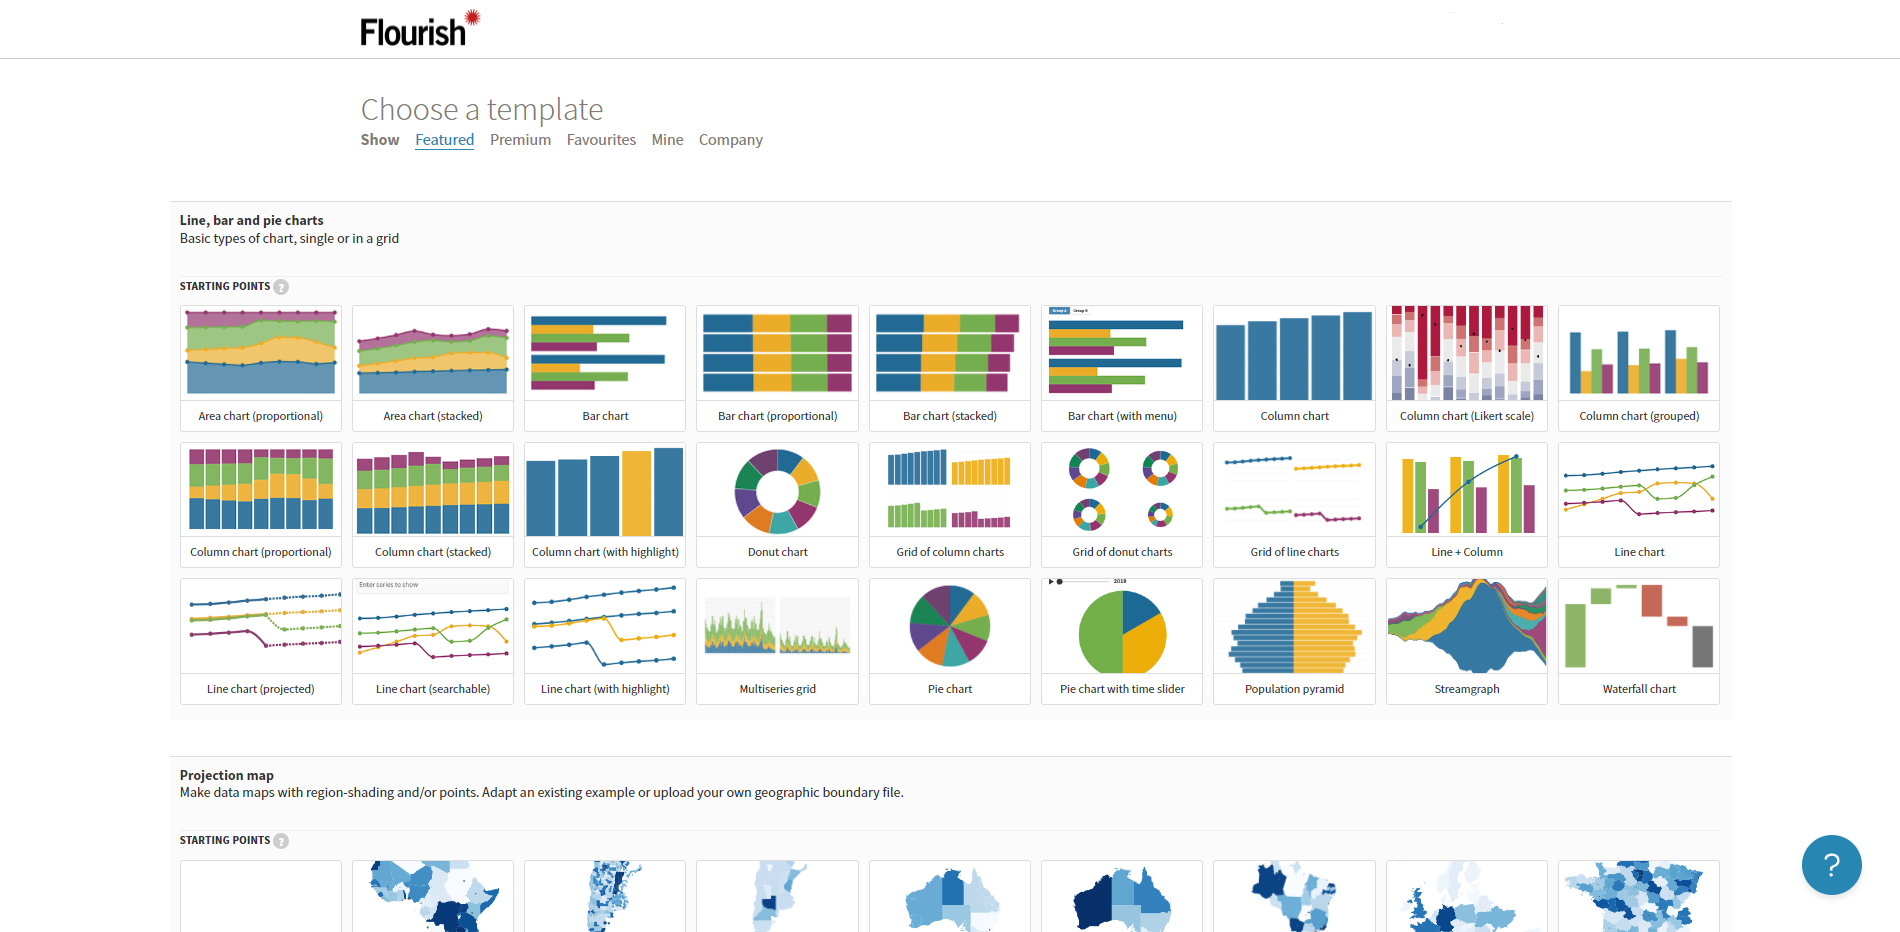 Flourish
Choose a template
Show Featured Premium Favourites Mine Company
Line, bar and pie charts
Basic types of chart, single or in a grid
STARTING POINTS ?
Group A Group B
Area chart (proportional) Area chart (stacked) Bar chart Bar chart (proportional) Bar chart (stacked) Bar chart (with menu) Column chart Column chart (Likert scale) Column chart (grouped)
Column chart (proportional) Column chart (stacked) Column chart (with highlight) Donut chart Grid of column charts Grid of donut charts Grid of line charts Line + Column Line chart
Enter series to show 2019
Line chart (projected) Line chart (searchable) Line chart (with highlight) Multiseries grid Pie chart Pie chart with time slider Population pyramid Streamgraph Waterfall chart
Projection map
Make data maps with region-shading and/or points. Adapt an existing example or upload your own geographic boundary file.
STARTING POINTS ?
?